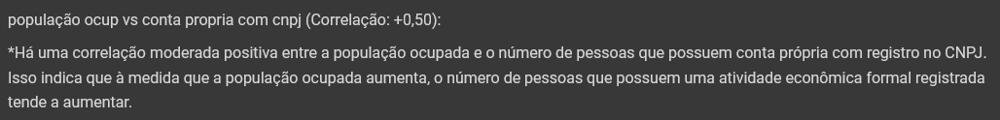 população ocup vs conta propria com cnpj (Correlação: +0,50):
*Há uma correlação moderada positiva entre a população ocupada e o número de pessoas que possuem conta própria com registro no CNPJ.
Isso indica que à medida que a população ocupada aumenta, o número de pessoas que possuem uma atividade econômica formal registrada
tende a aumentar.